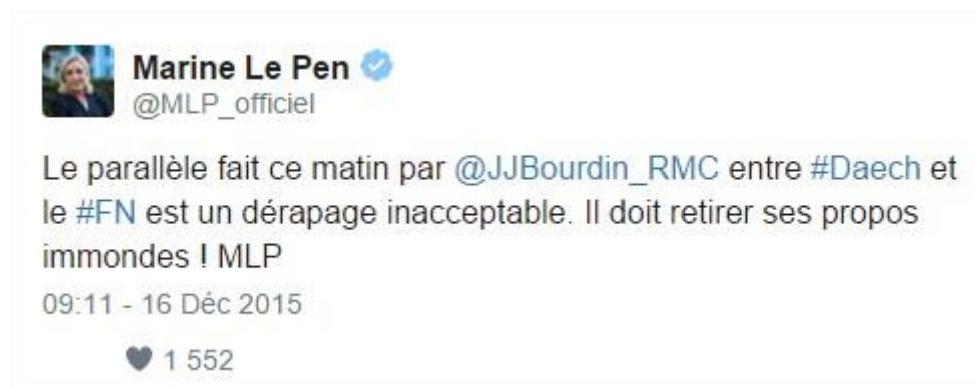 Marine Le Pen
@MLP_officiel
Le parallèle fait ce matin par @JJBourdin_RMC entre #Daech et
le #FN est un dérapage inacceptable. Il doit retirer ses propos
immondes ! MLP
09:11 - 16 Déc 2015
1 552